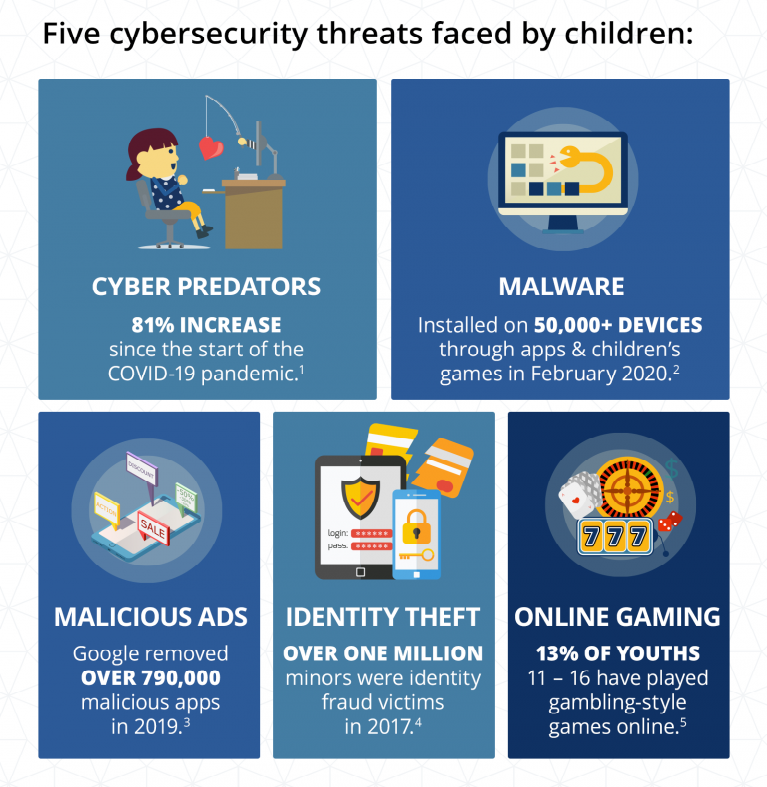 Five cybersecurity threats faced by children:
CYBER PREDATORS
81% INCREASE
since the start of the
COVID-19 pandemic.1
MALWARE
Installed on 50,000+ DEVICES
through apps & children's
games in February 2020.2
DISCOUNT
ACTION
-50%
SALE
MALICIOUS ADS
Google removed
OVER 790,000
malicious apps
in 2019.3
login: ******
pass. ******
IDENTITY THEFT
OVER ONE MILLION
minors were identity
fraud victims
in 2017.4
$
$
777
ONLINE GAMING
13% OF YOUTHS
11 – 16 have played
gambling-style
games online.5